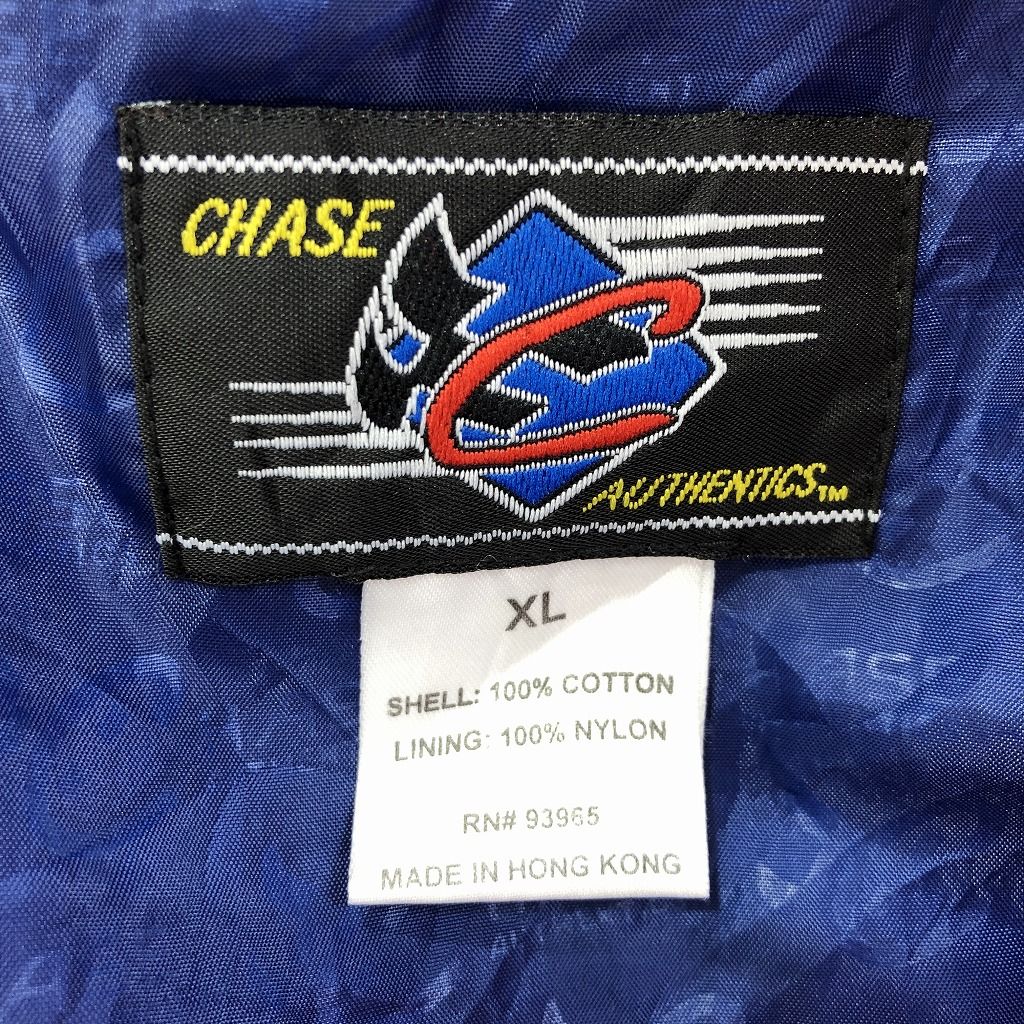 CHASE
AUTHENTICS™
XL
SHELL: 100% COTTON
LINING: 100% NYLON
RN# 93965
MADE IN HONG KONG